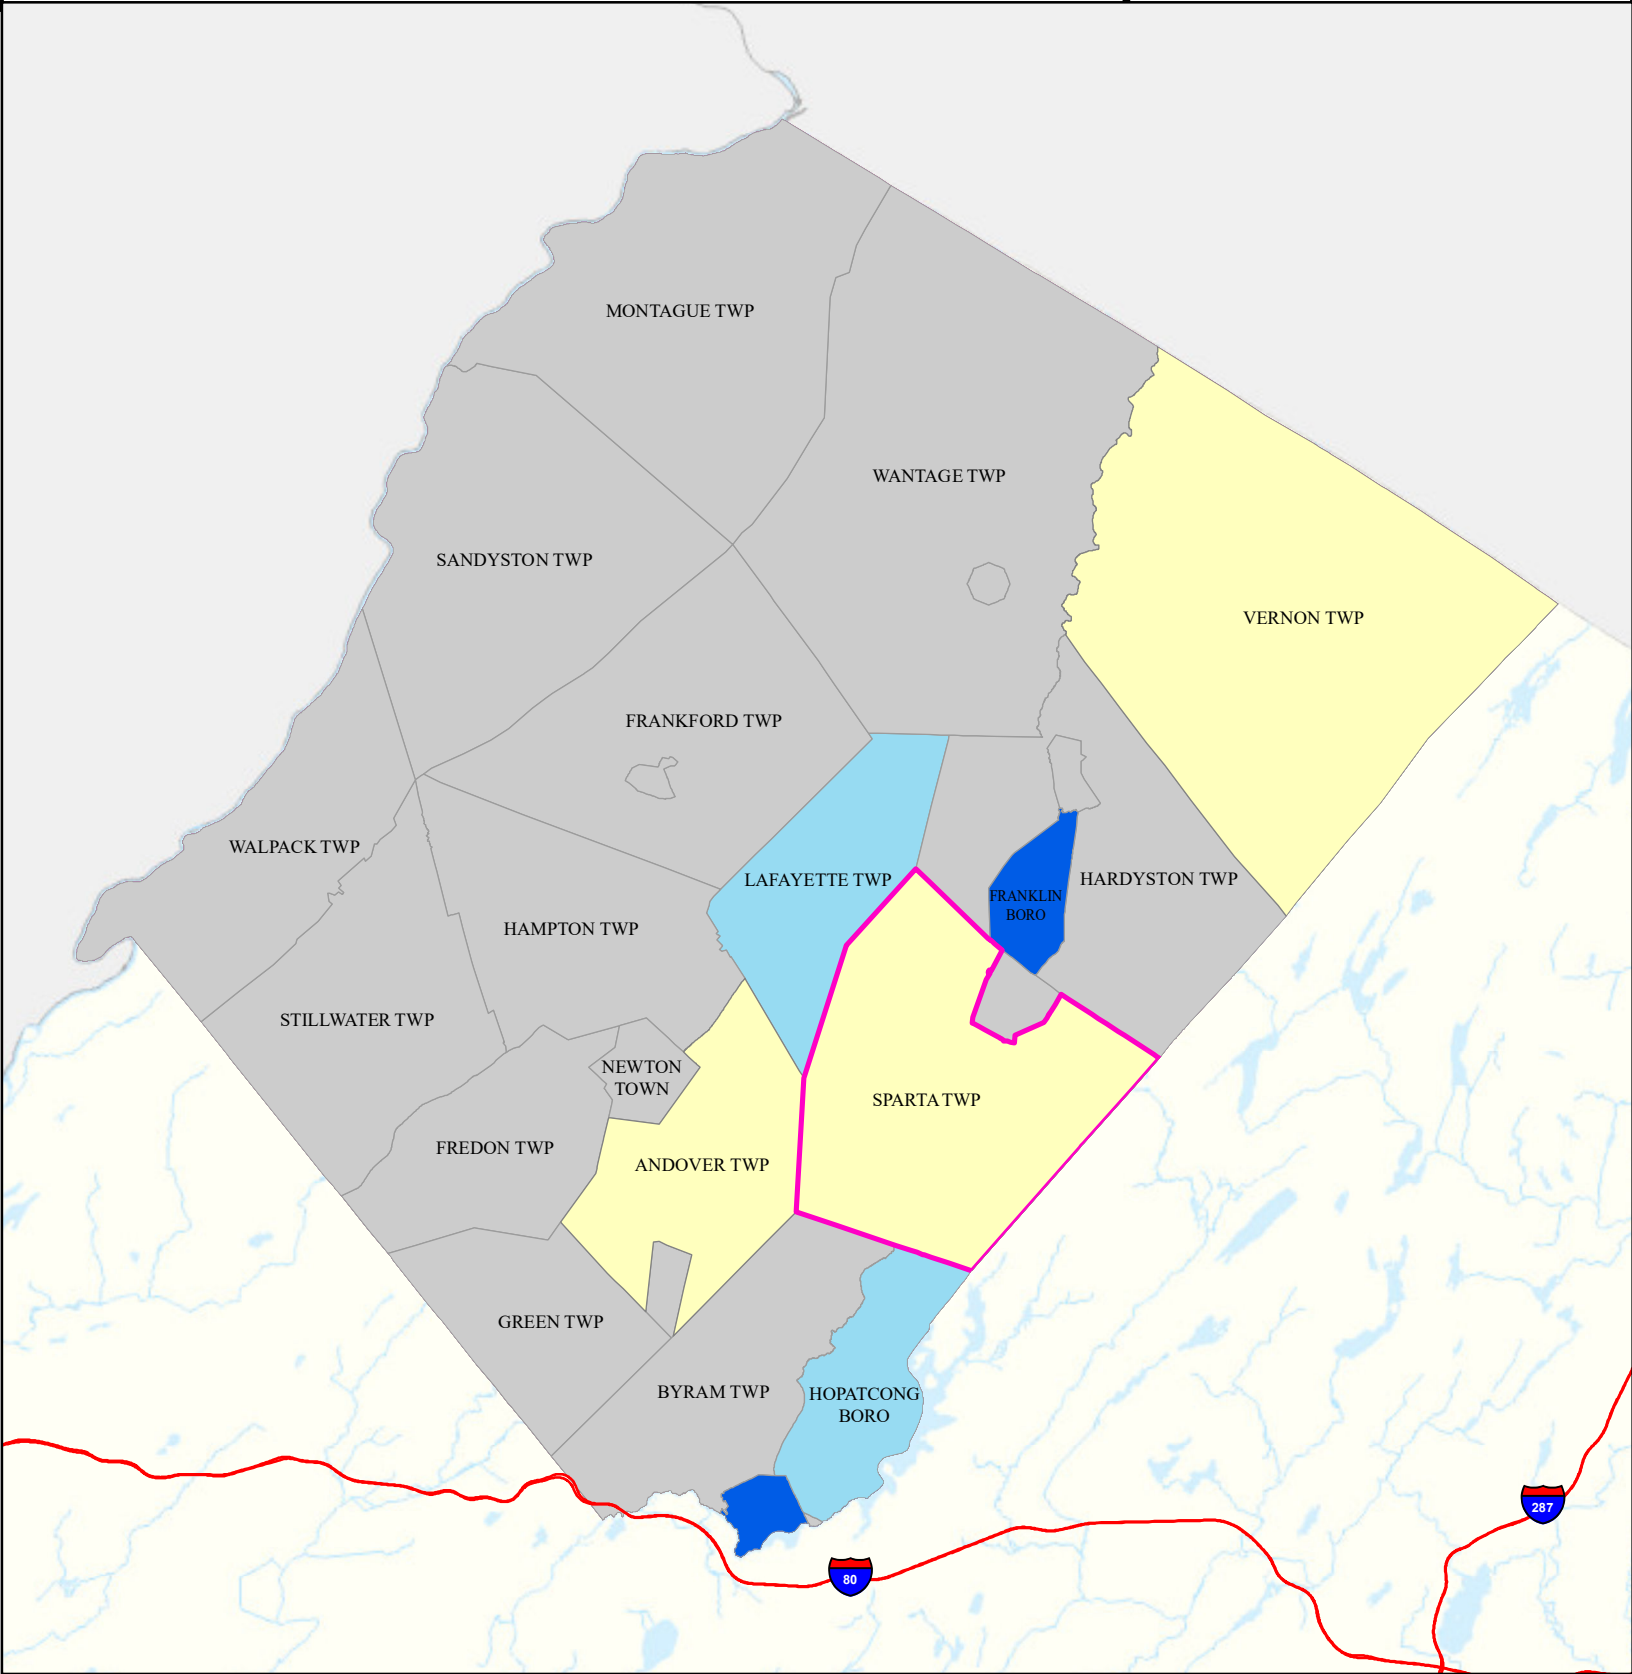 MONTAGUE TWP
WANTAGE TWP
SANDYSTON TWP
VERNON TWP
FRANKFORD TWP
WALPACK TWP
LAFAYETTE TWP
HARDYSTON TWP
FRANKLIN
BORO
HAMPTON TWP
STILLWATER TWP
NEWTON
TOWN
SPARTA TWP
FREDON TWP
ANDOVER TWP
GREEN TWP
BYRAM TWP
HOPATCONG
BORO
287
80